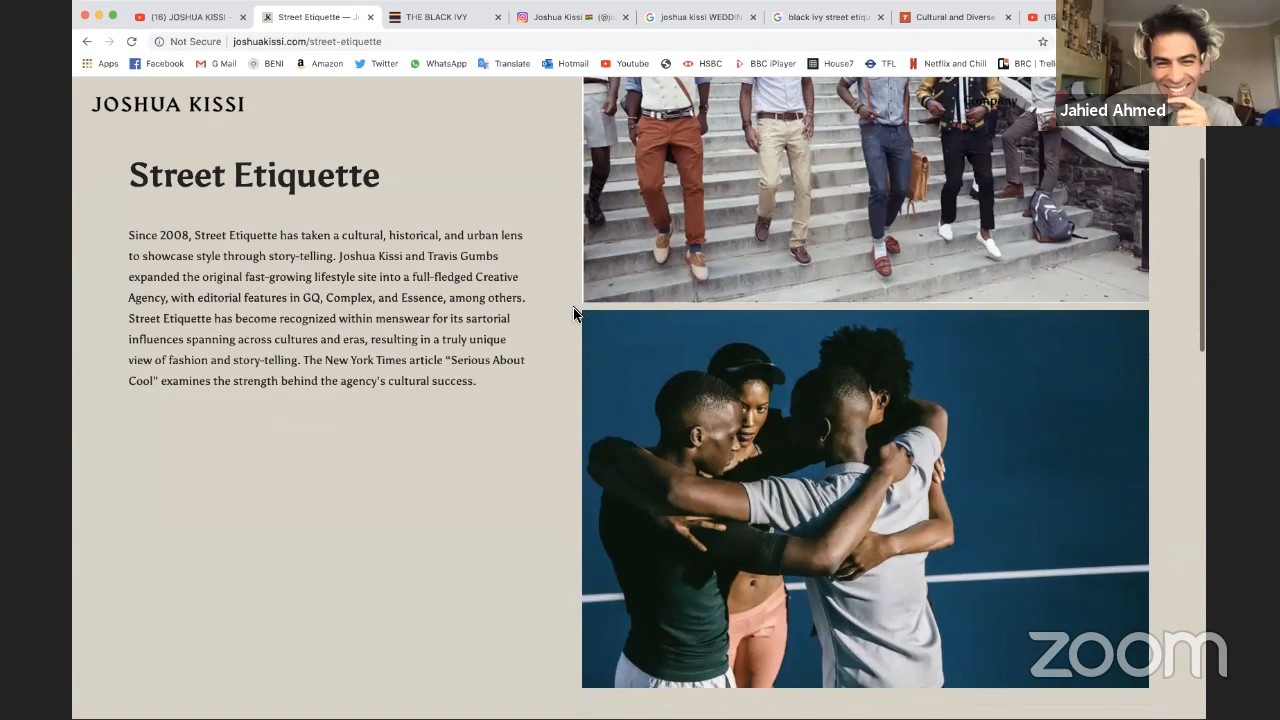 (16) JOSHUA KISSI -
Street Etiquette — J
THE BLACK IVY
Joshua Kissi
joshua kissi WEDDIN
black ivy street etiqu
Cultural and Diverse
(16
Not Secure
joshuakissi.com/street-etiquette
Apps
Facebook
G Mail
BENI
Amazon
Twitter
WhatsApp
Translate
Hotmail
Youtube
HSBC
BBC iPlayer
House7
TFL
Netflix and Chill
BRC | Trell
Jahied Ahmed
JOSHUA KISSI
Company
Street Etiquette
Since 2008, Street Etiquette has taken a cultural, historical, and urban lens
to showcase style through story-telling. Joshua Kissi and Travis Gumbs
expanded the original fast-growing lifestyle site into a full-fledged Creative
Agency, with editorial features in GQ, Complex, and Essence, among others.
Street Etiquette has become recognized within menswear for its sartorial
influences spanning across cultures and eras, resulting in a truly unique
view of fashion and story-telling. The New York Times article “Serious About
Cool” examines the strength behind the agency's cultural success.
zoom